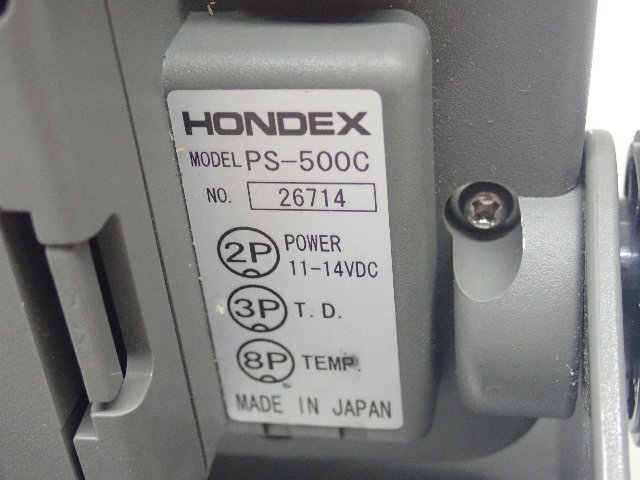 HONDEX
MODEL PS-500C
NO. 26714
2P POWER
11-14VDC
3P T.D.
8P TEMP.
MADE IN JAPAN